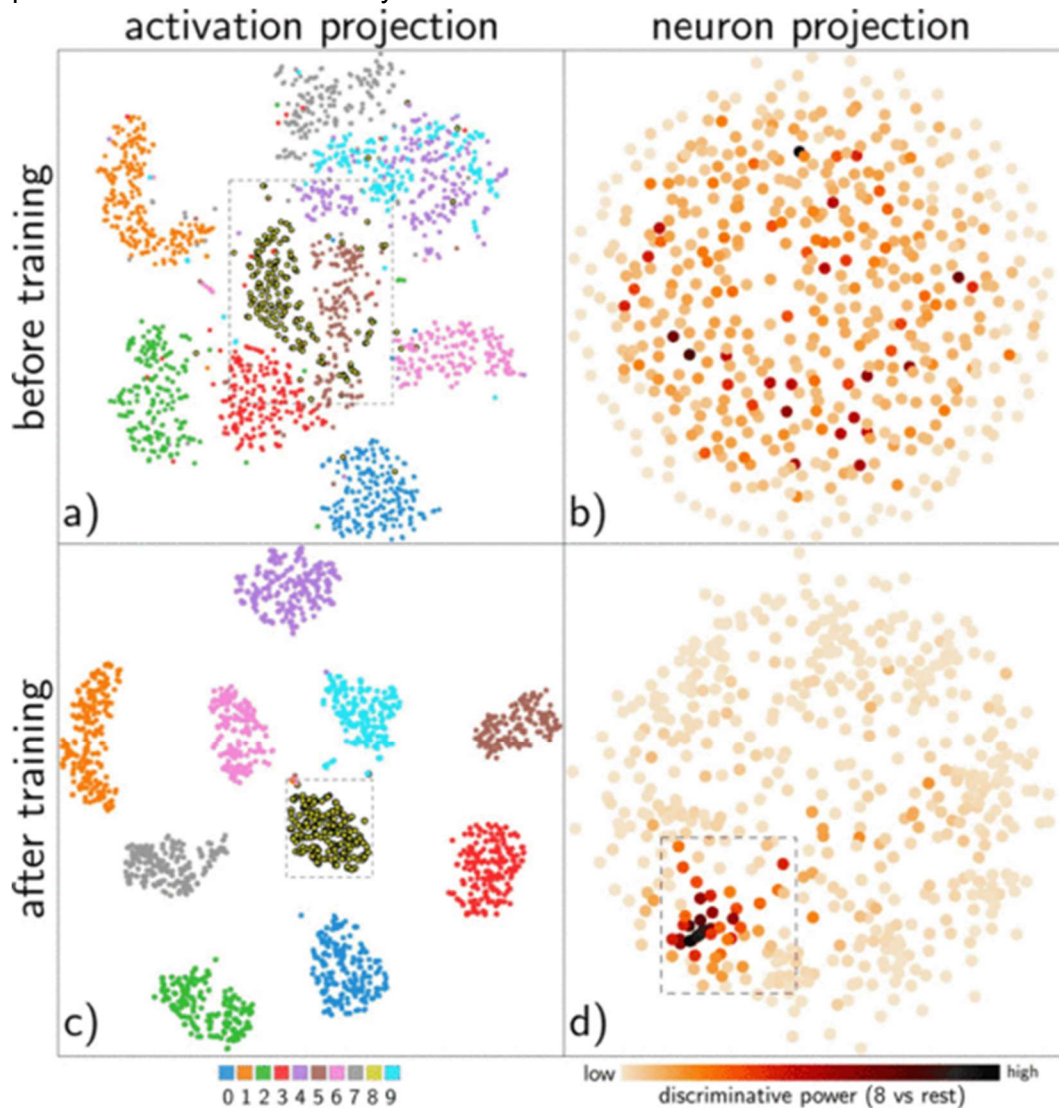 activation projection
neuron projection
before training
a)
b)
after training
c)
d)
0 1 2 3 4 5 6 7 8 9
low
high
discriminative power (8 vs rest)